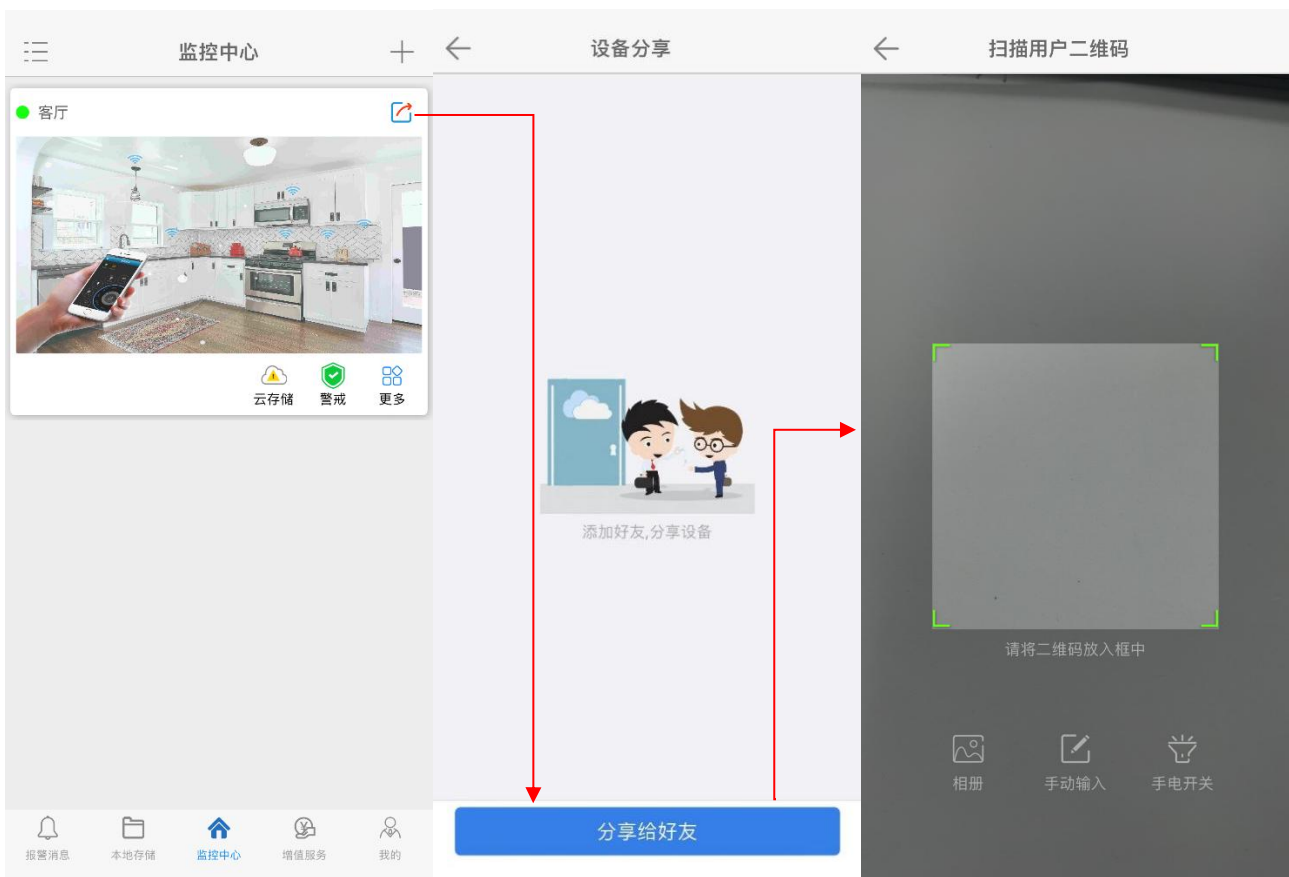 监控中心
客厅
云存储
警戒
更多
报警消息
本地存储
监控中心
增值服务
我的
设备分享
添加好友,分享设备
分享给好友
扫描用户二维码
请将二维码放入框中
相册
手动输入
手电开关